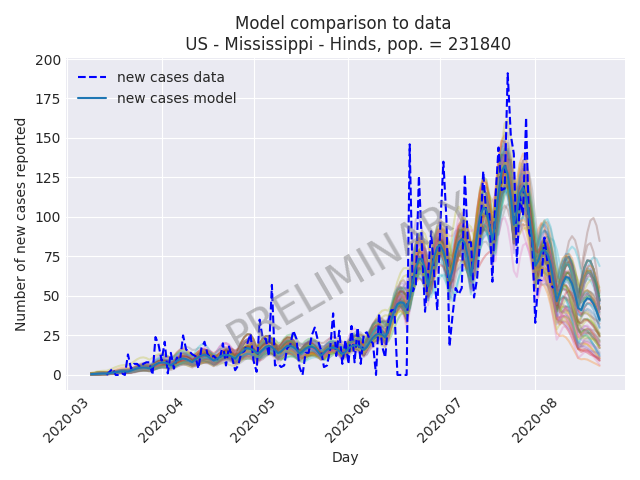 Model comparison to data
US - Mississippi - Hinds, pop. = 231840
new cases data
new cases model
Number of new cases reported
200
175
150
125
100
75
50
25
0
PRELIMINARY
2020-03
2020-04
2020-05
2020-06
2020-07
2020-08
Day